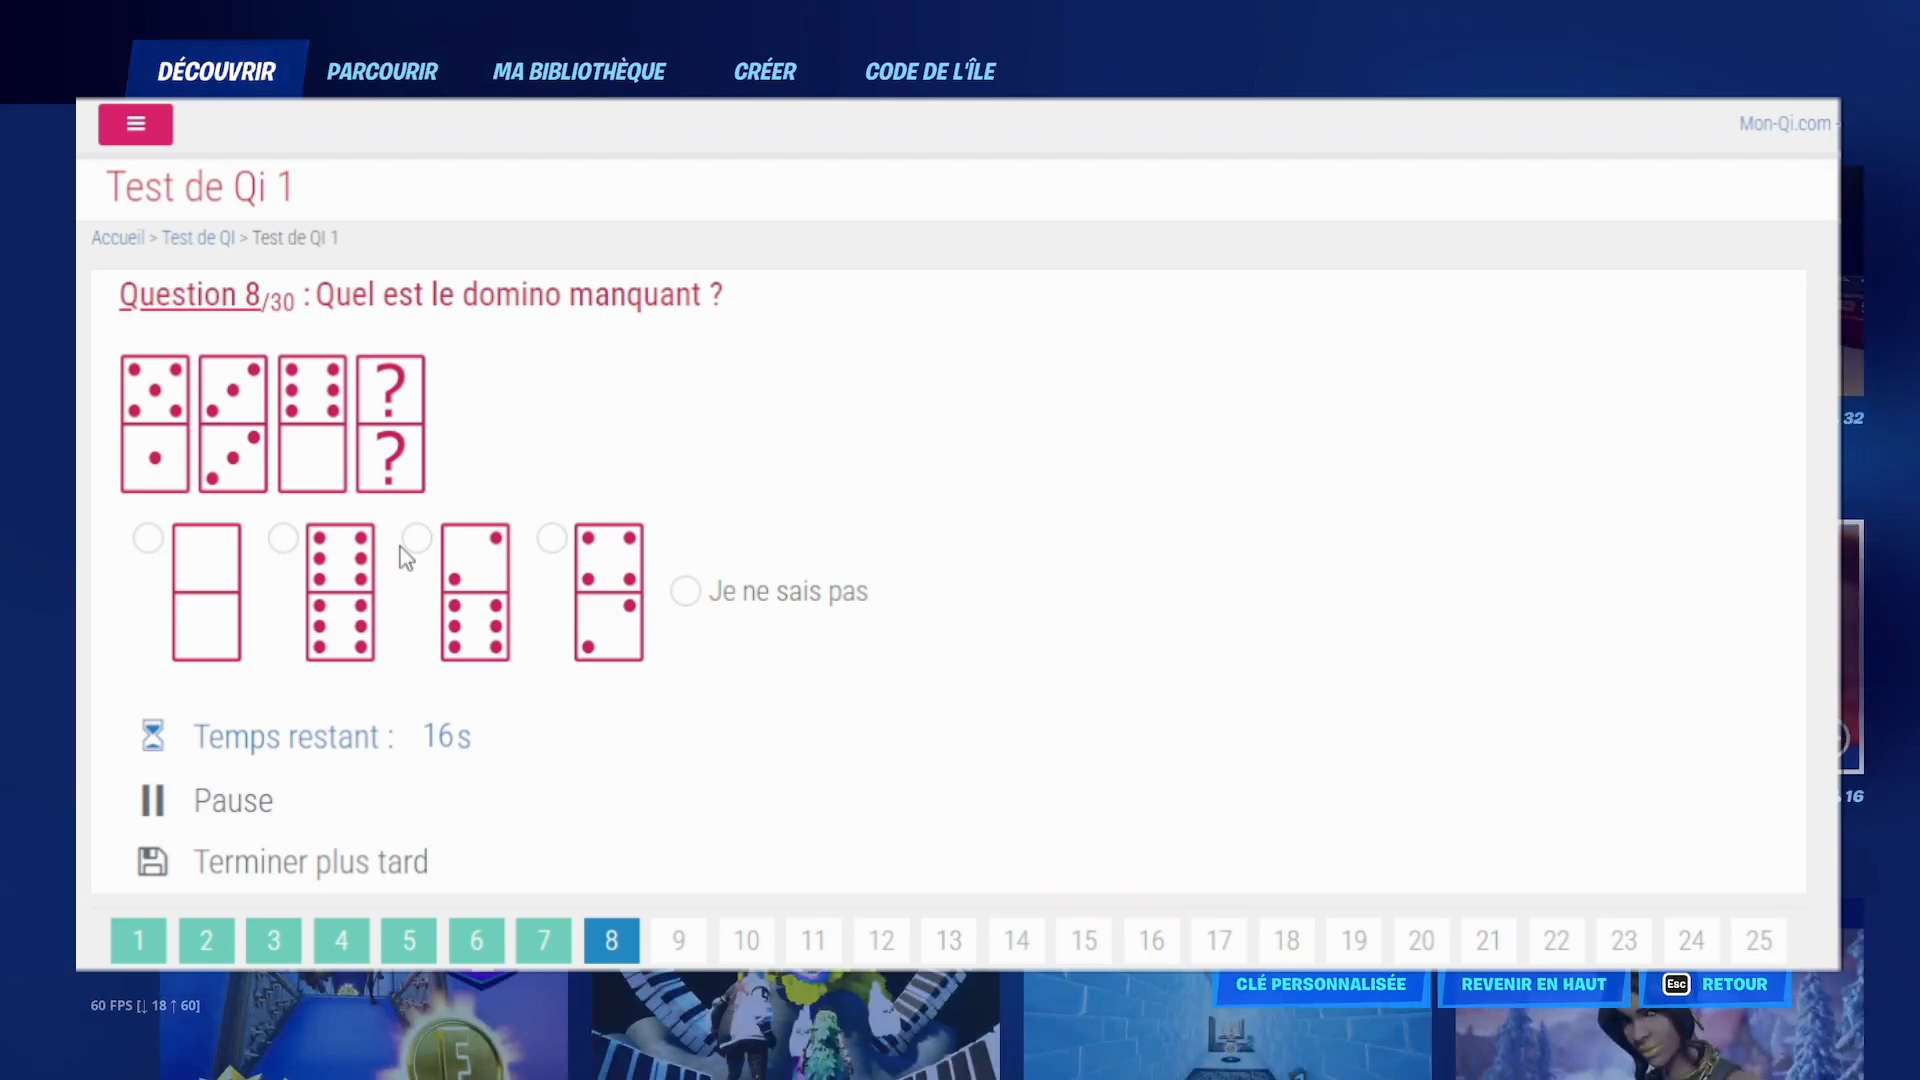 DÉCOUVRIR PARCOURIR MA BIBLIOTHÈQUE CRÉER CODE DE L'ÎLE
Mon-Qi.com -
Test de Qi 1
Accueil > Test de QI > Test de QI 1
Question 8/30 : Quel est le domino manquant ?
? 
?
32
Je ne sais pas
Temps restant : 16s
Pause
16
Terminer plus tard
1 2 3 4 5 6 7 8 9 10 11 12 13 14 15 16 17 18 19 20 21 22 23 24 25
CLÉ PERSONNALISÉE REVENIR EN HAUT Esc RETOUR
60 FPS [↓ 18 ↑ 60]